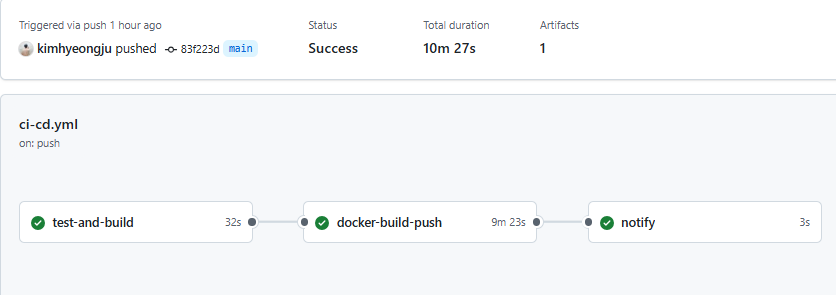 Triggered via push 1 hour ago
kimhyeongju pushed 83f223d main
Status
Success
Total duration
10m 27s
Artifacts
1
ci-cd.yml
on: push
test-and-build 32s
docker-build-push 9m 23s
notify 3s